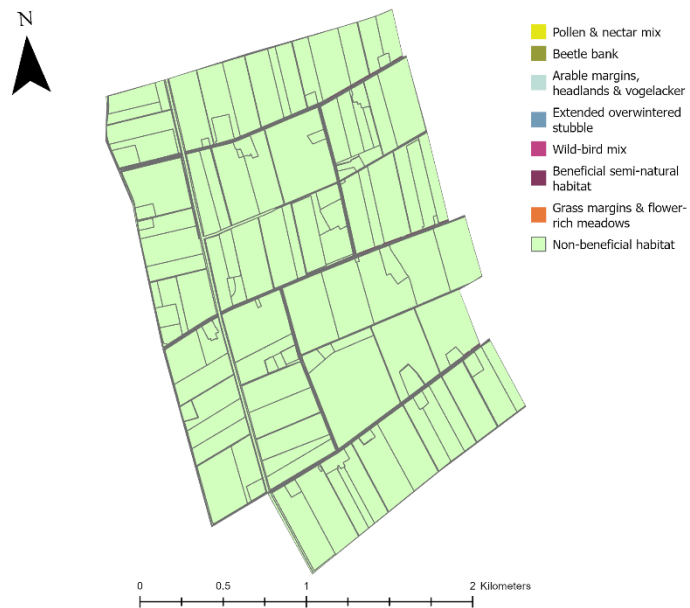 N
Pollen & nectar mix
Beetle bank
Arable margins,
headlands & vogelacker
Extended overwintered
stubble
Wild-bird mix
Beneficial semi-natural
habitat
Grass margins & flower-
rich meadows
Non-beneficial habitat
0 0.5 1 2 Kilometers